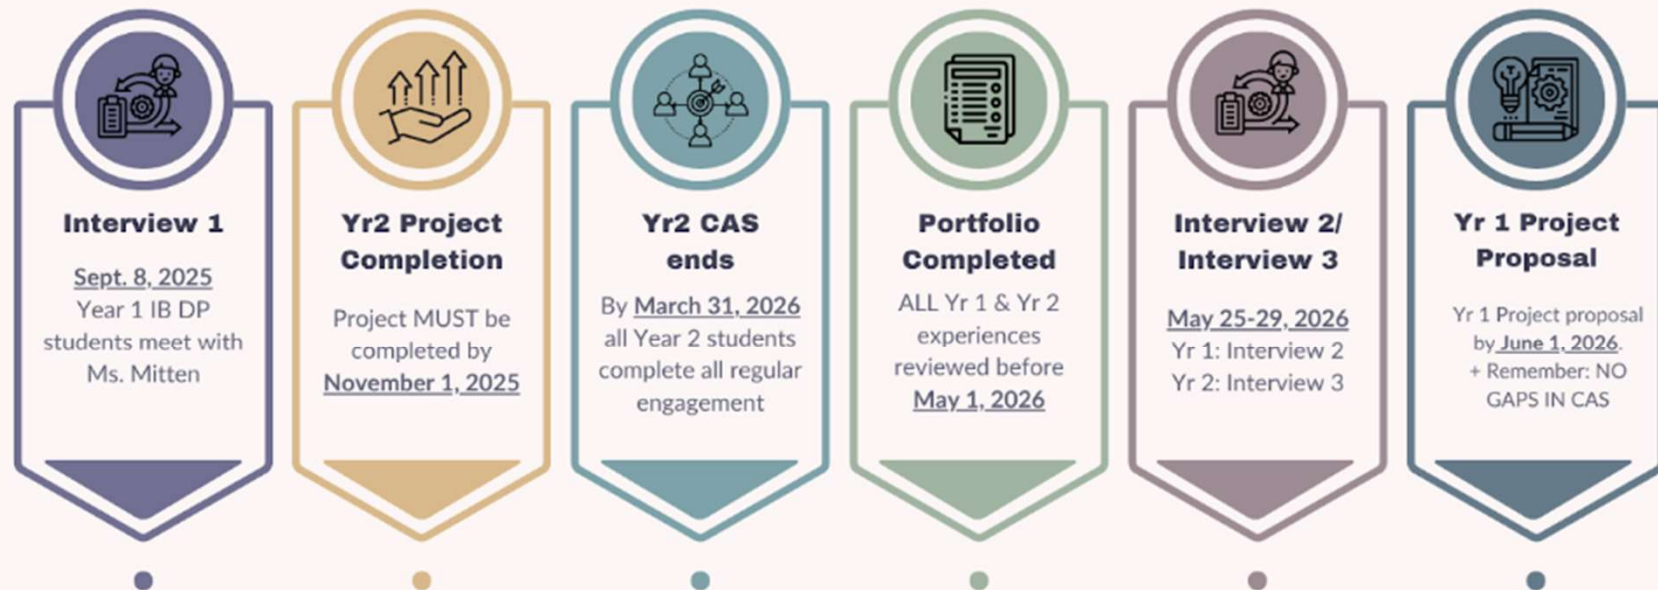 Interview 1
Sept. 8, 2025
Year 1 IB DP
students meet with
Ms. Mitten
Yr2 Project
Completion
Project MUST be
completed by
November 1, 2025
Yr2 CAS
ends
By March 31, 2026
all Year 2 students
complete all regular
engagement
Portfolio
Completed
ALL Yr 1 & Yr 2
experiences
reviewed before
May 1, 2026
Interview 2/
Interview 3
May 25-29, 2026
Yr 1: Interview 2
Yr 2: Interview 3
Yr 1 Project
Proposal
Yr 1 Project proposal
by June 1, 2026.
+ Remember: NO
GAPS IN CAS